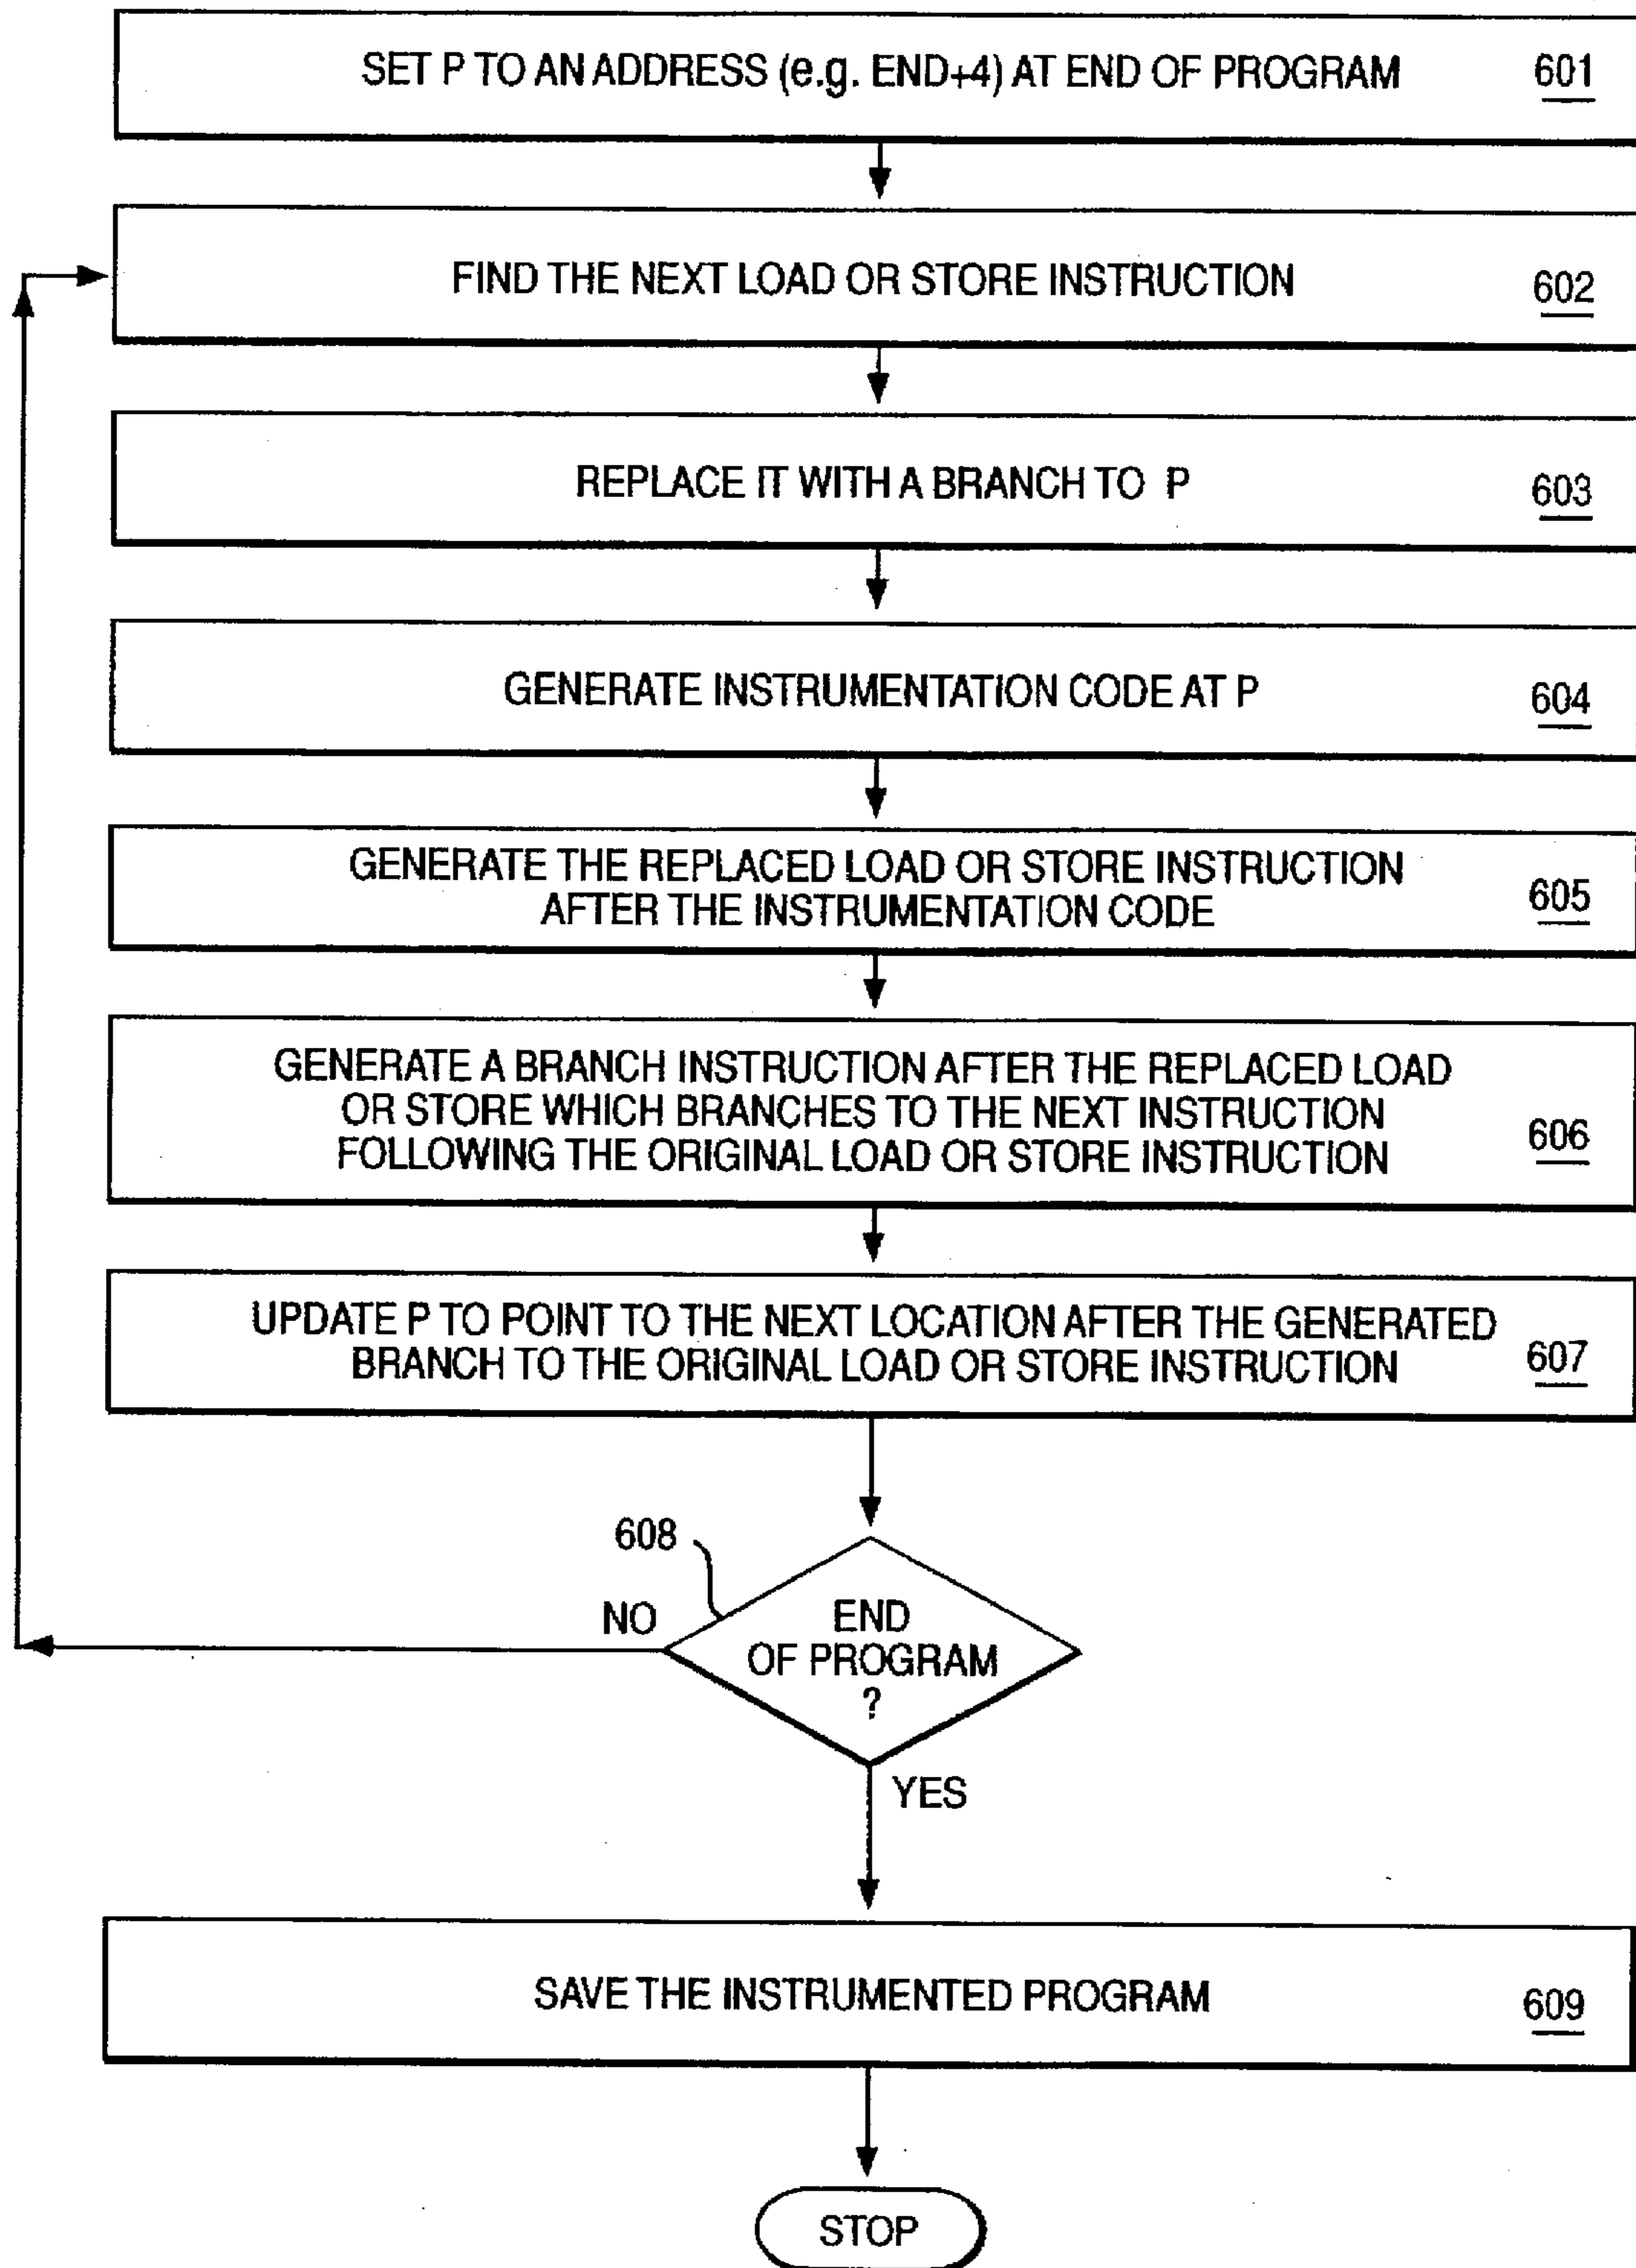 SET P TO AN ADDRESS (e.g. END+4) AT END OF PROGRAM 601
FIND THE NEXT LOAD OR STORE INSTRUCTION 602
REPLACE IT WITH A BRANCH TO P 603
GENERATE INSTRUMENTATION CODE AT P 604
GENERATE THE REPLACED LOAD OR STORE INSTRUCTION
AFTER THE INSTRUMENTATION CODE 605
GENERATE A BRANCH INSTRUCTION AFTER THE REPLACED LOAD
OR STORE WHICH BRANCHES TO THE NEXT INSTRUCTION
FOLLOWING THE ORIGINAL LOAD OR STORE INSTRUCTION 606
UPDATE P TO POINT TO THE NEXT LOCATION AFTER THE GENERATED
BRANCH TO THE ORIGINAL LOAD OR STORE INSTRUCTION 607
608
NO
END
OF PROGRAM
?
YES
SAVE THE INSTRUMENTED PROGRAM 609
STOP